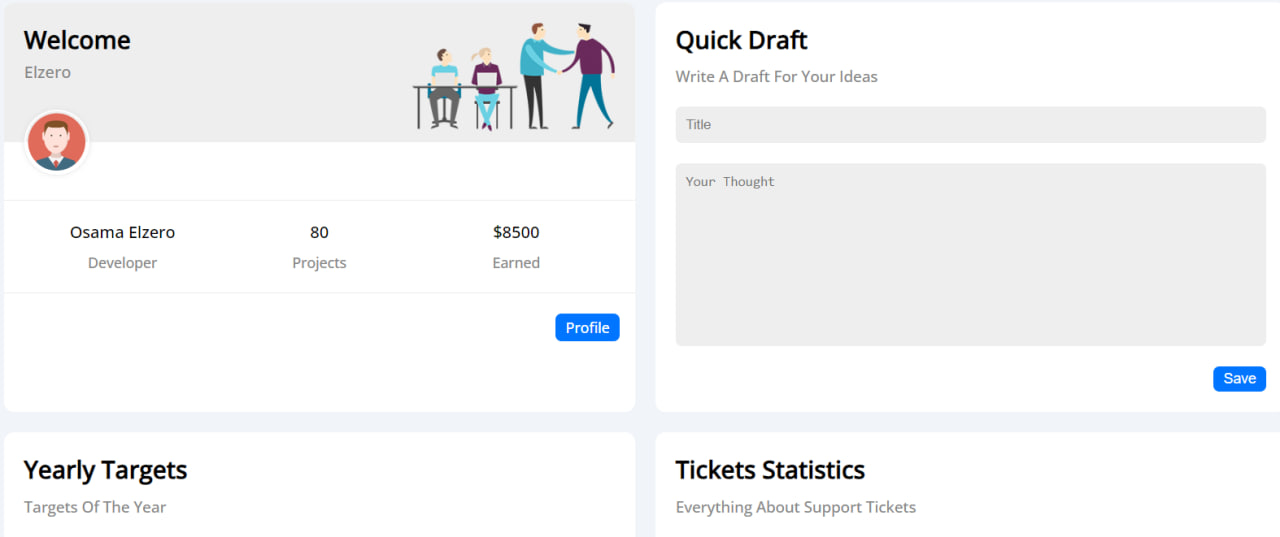 Welcome
Elzero
Osama Elzero
Developer
80
Projects
$8500
Earned
Profile
Quick Draft
Write A Draft For Your Ideas
Title
Your Thought
Save
Yearly Targets
Targets Of The Year
Tickets Statistics
Everything About Support Tickets